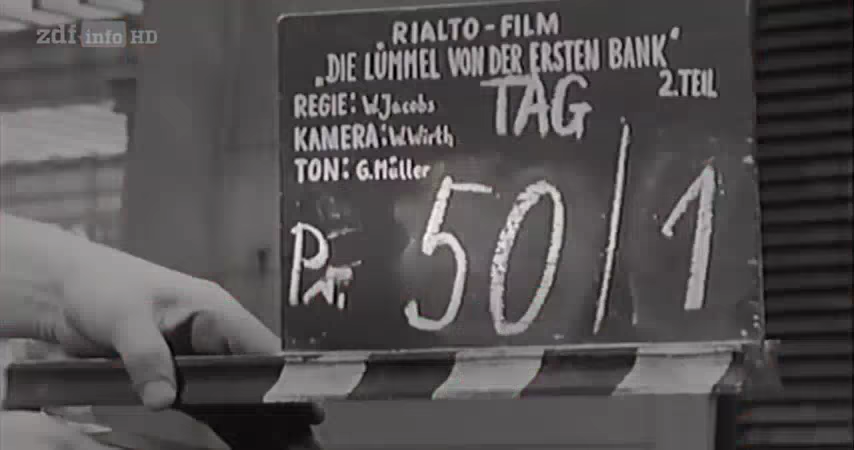 zdf info HD
RIALTO-FILM
„DIE LÜMMEL VON DER ERSTEN BANK“
2.TEIL
REGIE: W.Jacobs
TAG
KAMERA: W.Wirth
TON: G.Müller
50/1